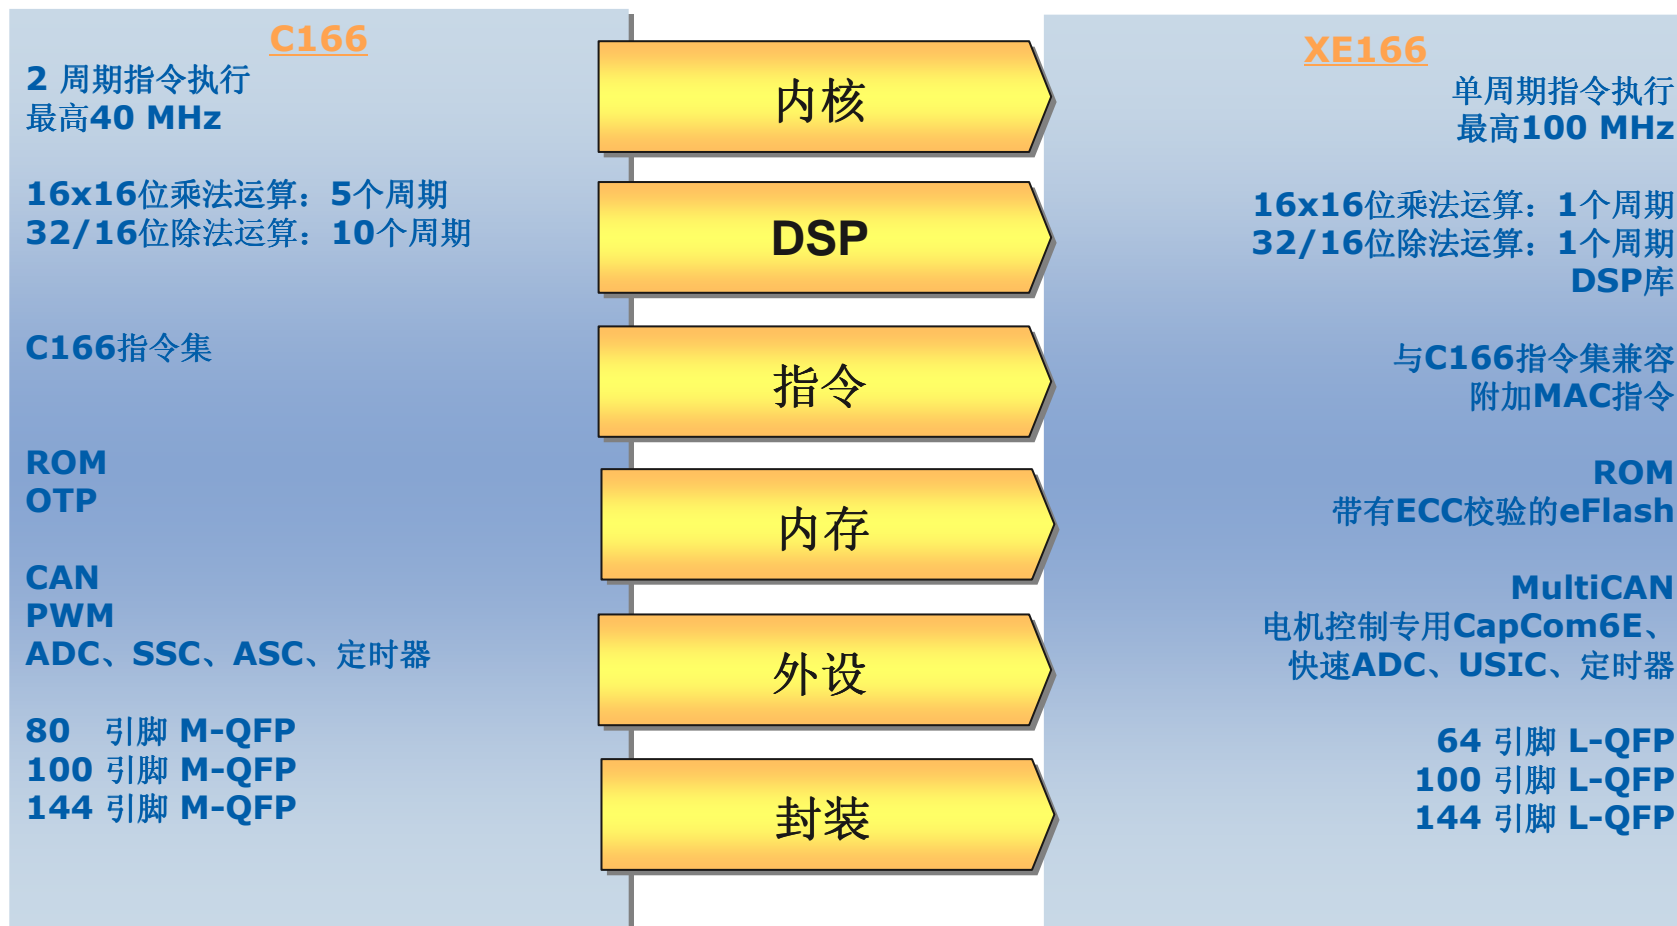 C166
2 周期指令执行
最高40 MHz
16x16位乘法运算：5个周期
32/16位除法运算：10个周期
C166指令集
ROM
OTP
CAN
PWM
ADC、SSC、ASC、定时器
80 引脚 M-QFP
100 引脚 M-QFP
144 引脚 M-QFP
内核
DSP
指令
内存
外设
封装
XE166
单周期指令执行
最高100 MHz
16x16位乘法运算：1个周期
32/16位除法运算：1个周期
DSP库
与C166指令集兼容
附加MAC指令
ROM
带有ECC校验的eFlash
MultiCAN
电机控制专用CapCom6E、
快速ADC、USIC、定时器
64 引脚 L-QFP
100 引脚 L-QFP
144 引脚 L-QFP